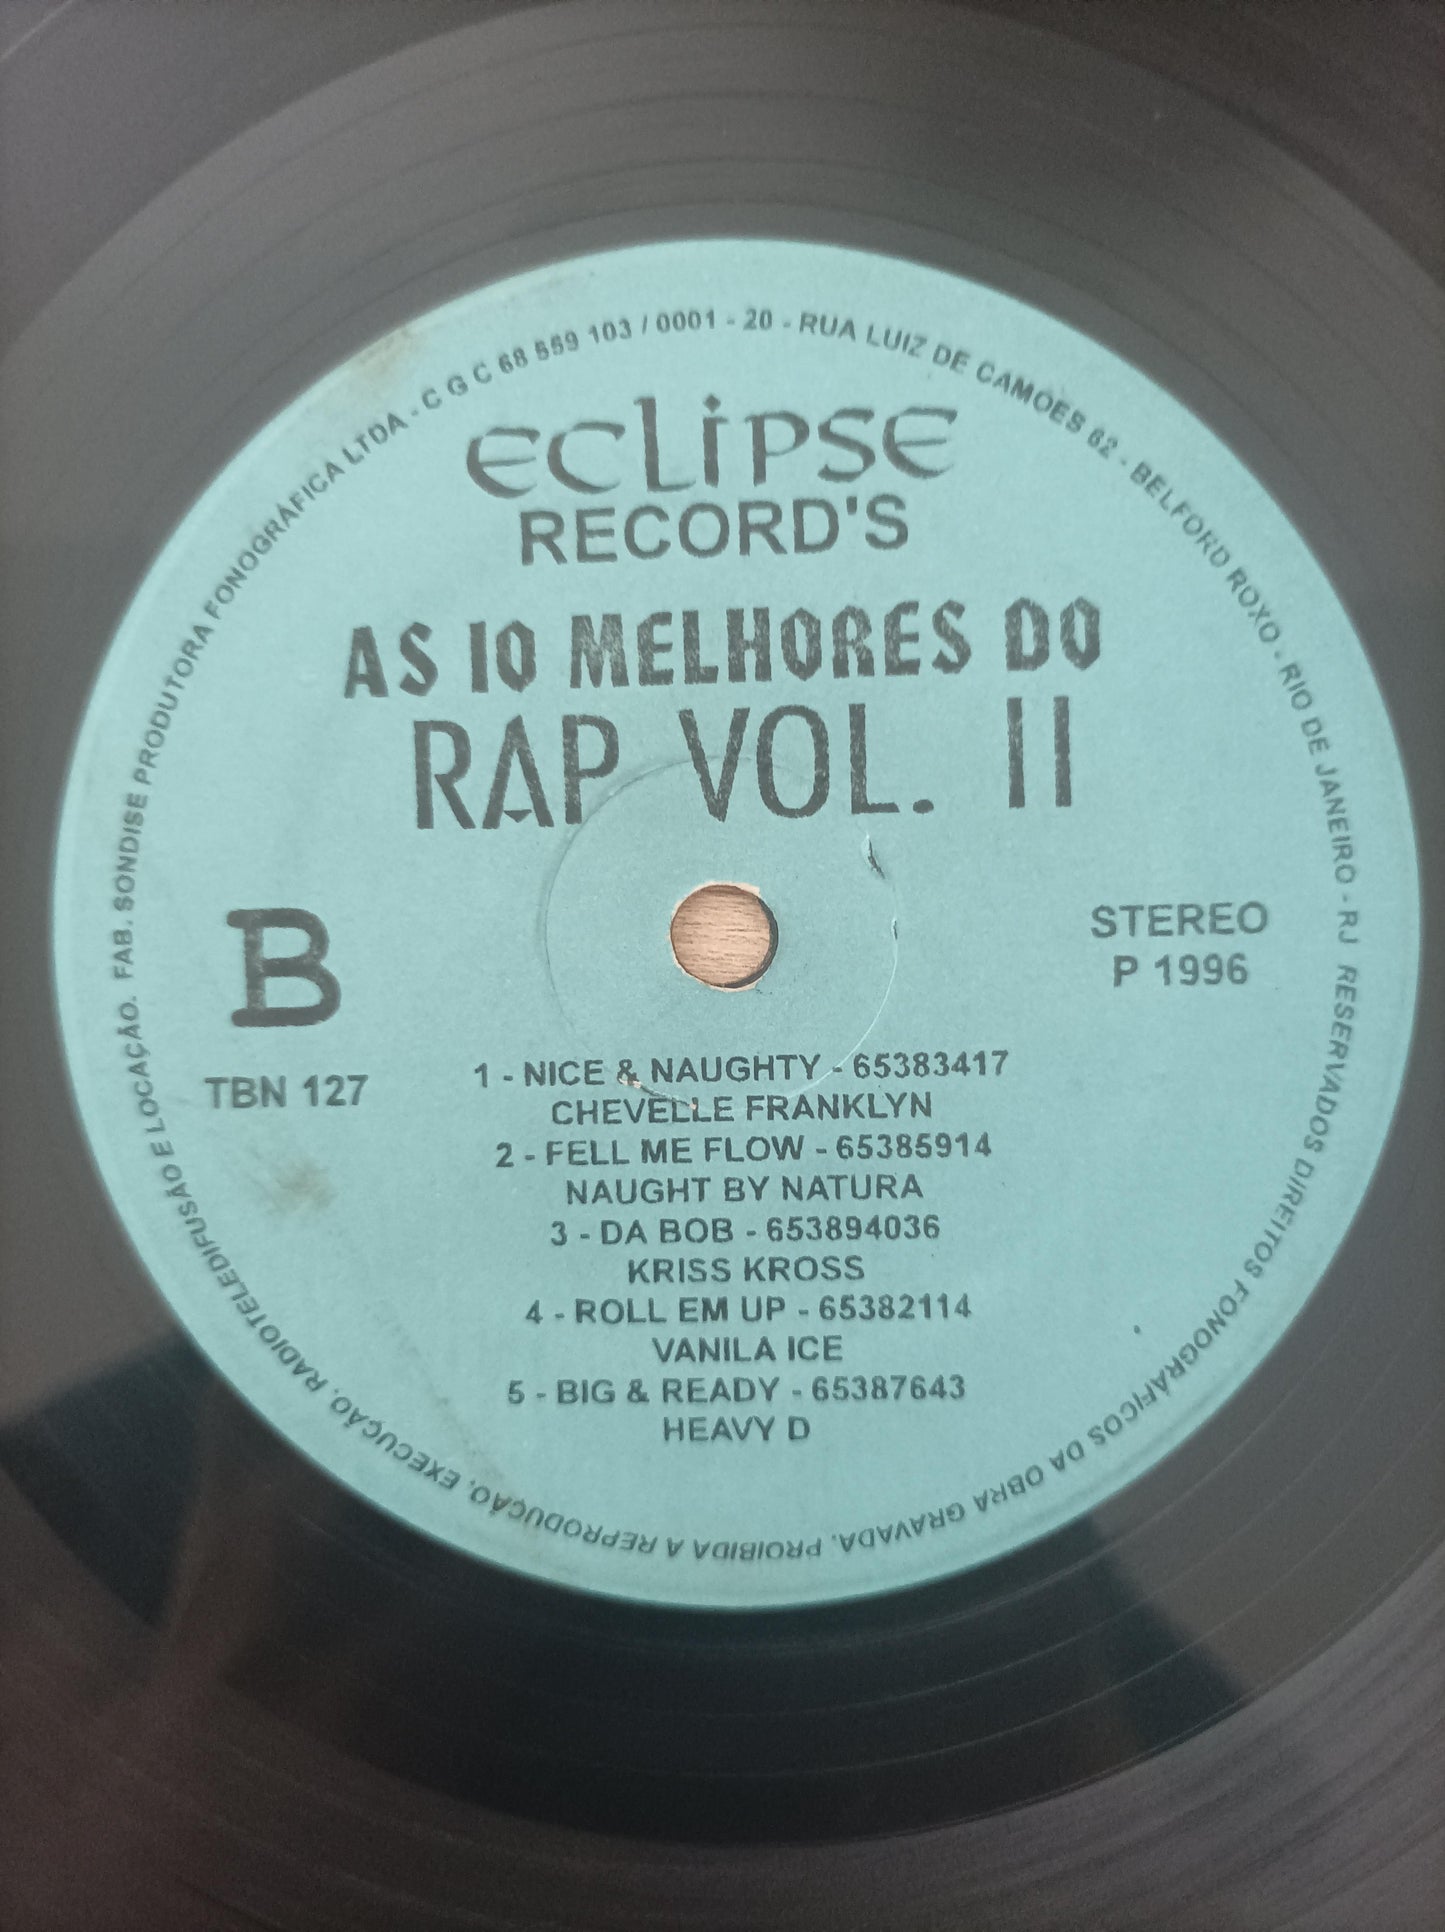 FAB. SONDISE PRODUTORA FONOGRÁFICA LTDA - C G C 68 559 103 / 0001 - 20 - RUA LUIZ DE CAMOES 62 - BELFORD ROXO - RIO DE JANEIRO - RJ
RESERVADOS DIREITOS FONOGRÁFICOS DA OBRA GRAVADA. PROIBIDA A REPRODUÇÃO, EXECUÇÃO, RADIOTELEDIFUSÃO E LOCAÇÃO.
ECLIPSE
RECORD'S
AS 10 MELHORES DO
RAP VOL. II
B
TBN 127
STEREO
P 1996
1 - NICE & NAUGHTY - 65383417
CHEVELLE FRANKLYN
2 - FELL ME FLOW - 65385914
NAUGHT BY NATURA
3 - DA BOB - 653894036
KRISS KROSS
4 - ROLL EM UP - 65382114
VANILA ICE
5 - BIG & READY - 65387643
HEAVY D